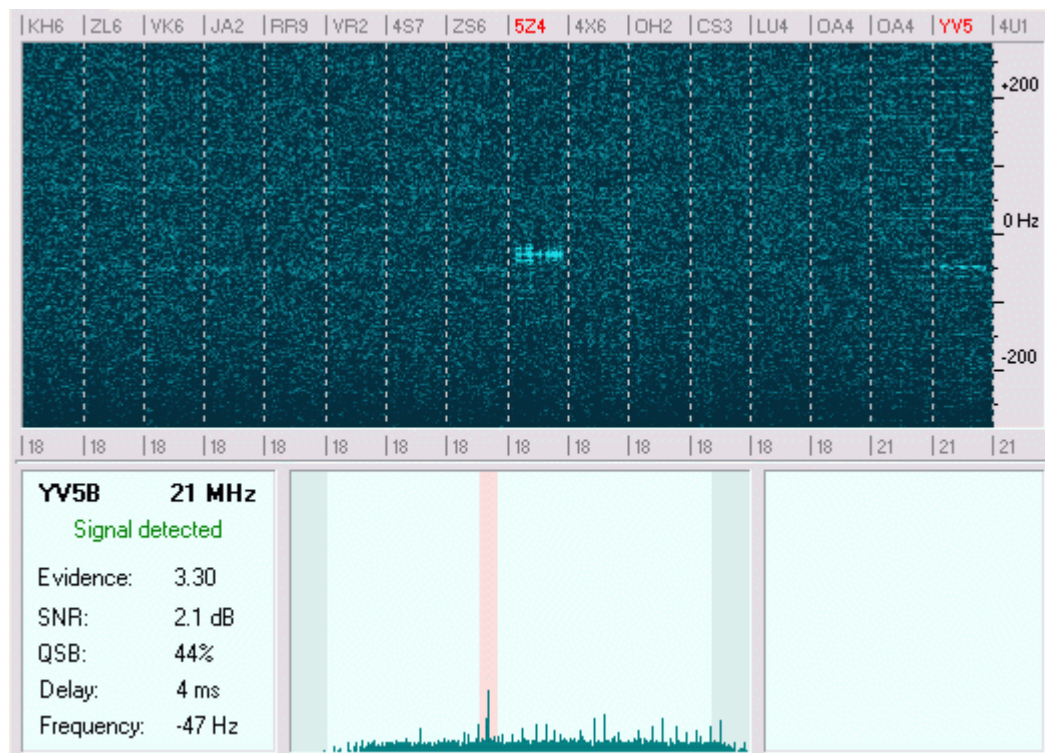 KH6 ZL6 VK6 JA2 RR9 VR2 4S7 ZS6 5Z4 4X6 OH2 CS3 LU4 OA4 OA4 YV5 4U1
+200
0 Hz
-200
18 18 18 18 18 18 18 18 18 18 18 18 18 18 21 21 21
YV5B 21 MHz
Signal detected
Evidence: 3.30
SNR: 2.1 dB
QSB: 44%
Delay: 4 ms
Frequency: -47 Hz